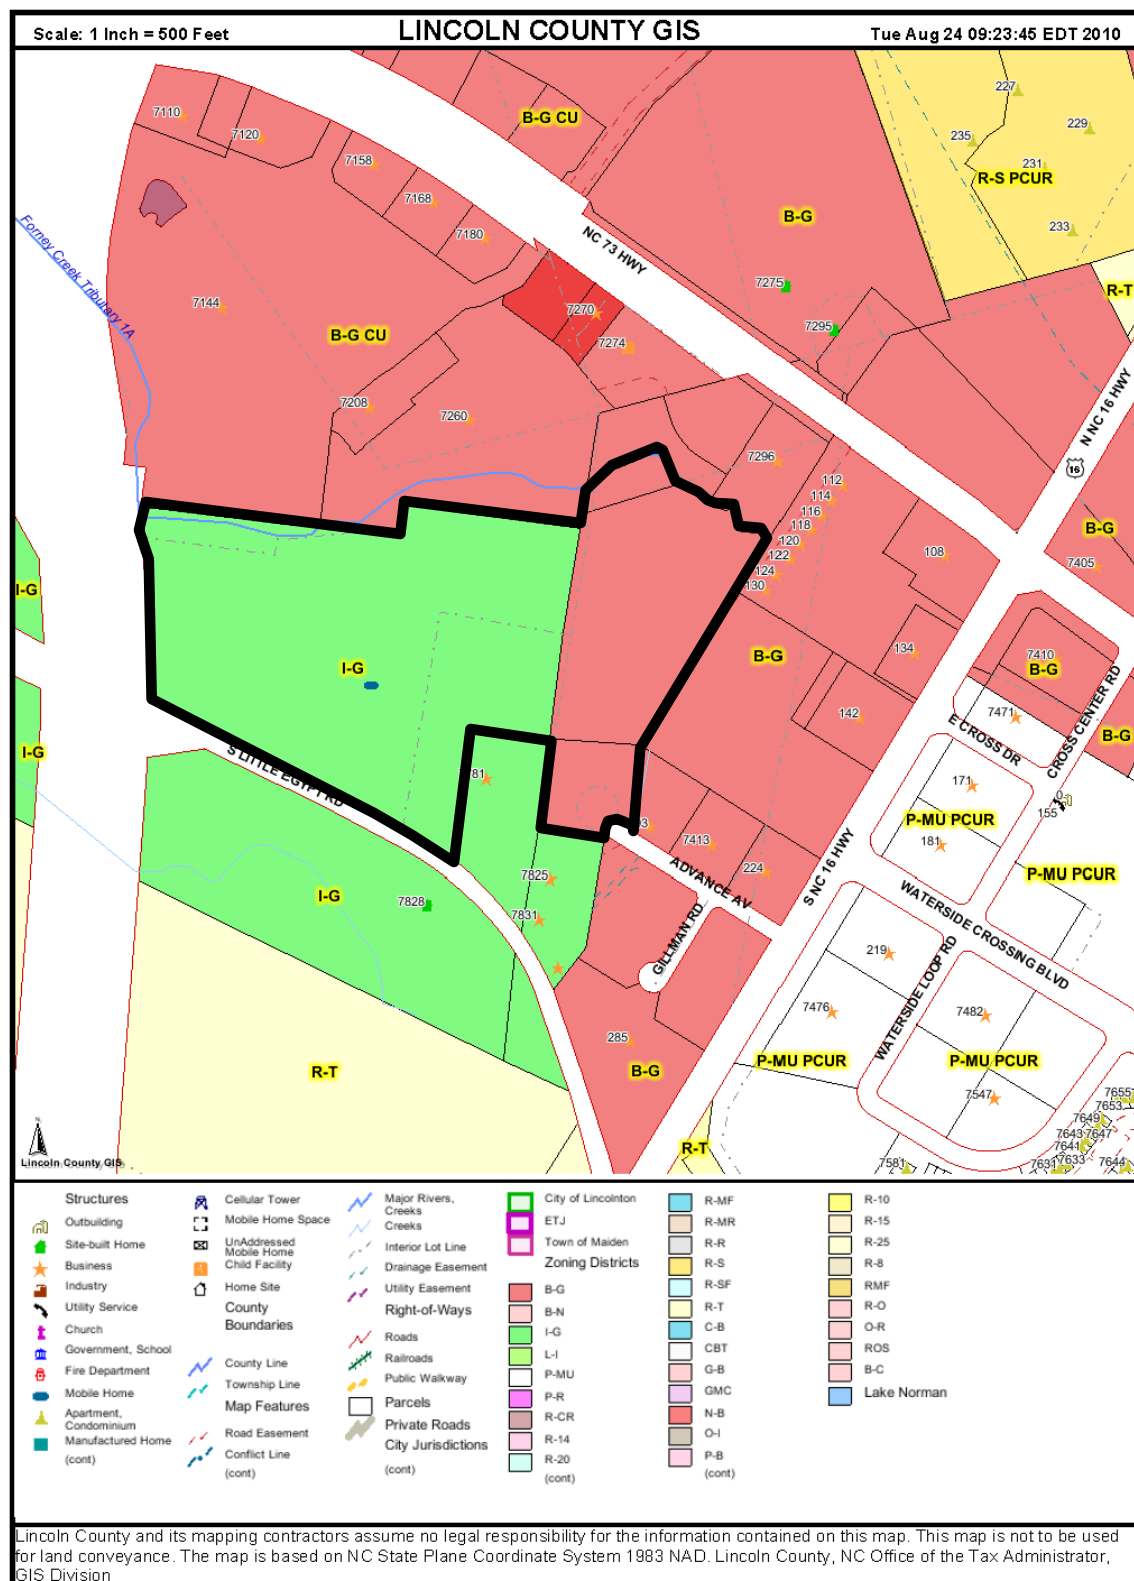 Scale: 1 Inch = 500 Feet
LINCOLN COUNTY GIS
Tue Aug 24 09:23:45 EDT 2010
7110
7120
7158
7168
7180
B-G CU
227
229
235
231
R-S PCUR
233
B-G
NC 73 HWY
Forney Creek Tributary 1A
7144
B-G CU
7270
7274
7275
7295
R-T
7208
7260
N NC 16 HWY
16
7296
112
114
116
118
120
122
124
130
108
B-G
7405
I-G
I-G
B-G
134
7410
B-G
142
7471
E CROSS DR
CROSS CENTER RD
B-G
I-G
S LITTLE EGYPT RD
781
171
0
155
P-MU PCUR
181
7413
224
ADVANCE AV
S NC 16 HWY
P-MU PCUR
7825
7831
7828
I-G
GILLMAN RD
WATERSIDE CROSSING BLVD
219
WATERSIDE LOOP RD
7476
7482
285
B-G
P-MU PCUR
P-MU PCUR
7547
R-T
R-T
7655
7653
7649
7643
7647
7641
7633
7631
7644
7581
N
Lincoln County GIS
Structures
Outbuilding
Site-built Home
Business
Industry
Utility Service
Church
Government, School
Fire Department
Mobile Home
Apartment,
Condominium
Manufactured Home
(cont)
Cellular Tower
Mobile Home Space
UnAddressed
Mobile Home
Child Facility
Home Site
County
Boundaries
County Line
Township Line
Map Features
Road Easement
Conflict Line
(cont)
Major Rivers,
Creeks
Creeks
Interior Lot Line
Drainage Easement
Utility Easement
Right-of-Ways
Roads
Railroads
Public Walkway
Parcels
Private Roads
City Jurisdictions
(cont)
City of Lincolnton
ETJ
Town of Maiden
Zoning Districts
B-G
B-N
I-G
L-I
P-MU
P-R
R-CR
R-14
R-20
(cont)
R-MF
R-MR
R-R
R-S
R-SF
R-T
C-B
CBT
G-B
GMC
N-B
O-I
P-B
(cont)
R-10
R-15
R-25
R-8
RMF
R-O
O-R
ROS
B-C
Lake Norman
Lincoln County and its mapping contractors assume no legal responsibility for the information contained on this map. This map is not to be used
for land conveyance. The map is based on NC State Plane Coordinate System 1983 NAD. Lincoln County, NC Office of the Tax Administrator,
GIS Division